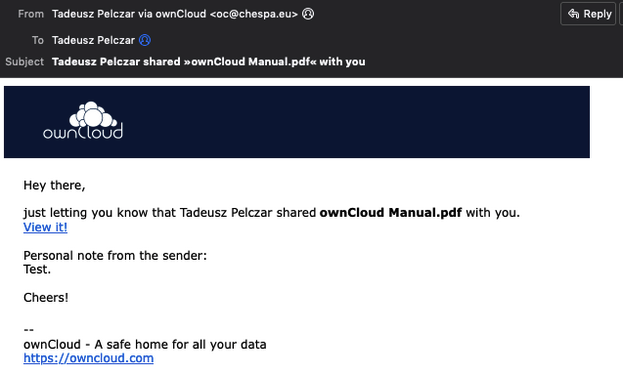 From Tadeusz Pelczar via ownCloud <oc@chespa.eu>
Reply
To Tadeusz Pelczar
Subject Tadeusz Pelczar shared »ownCloud Manual.pdf« with you
ownCloud
Hey there,
just letting you know that Tadeusz Pelczar shared ownCloud Manual.pdf with you.
View it!
Personal note from the sender:
Test.
Cheers!
--
ownCloud - A safe home for all your data
https://owncloud.com